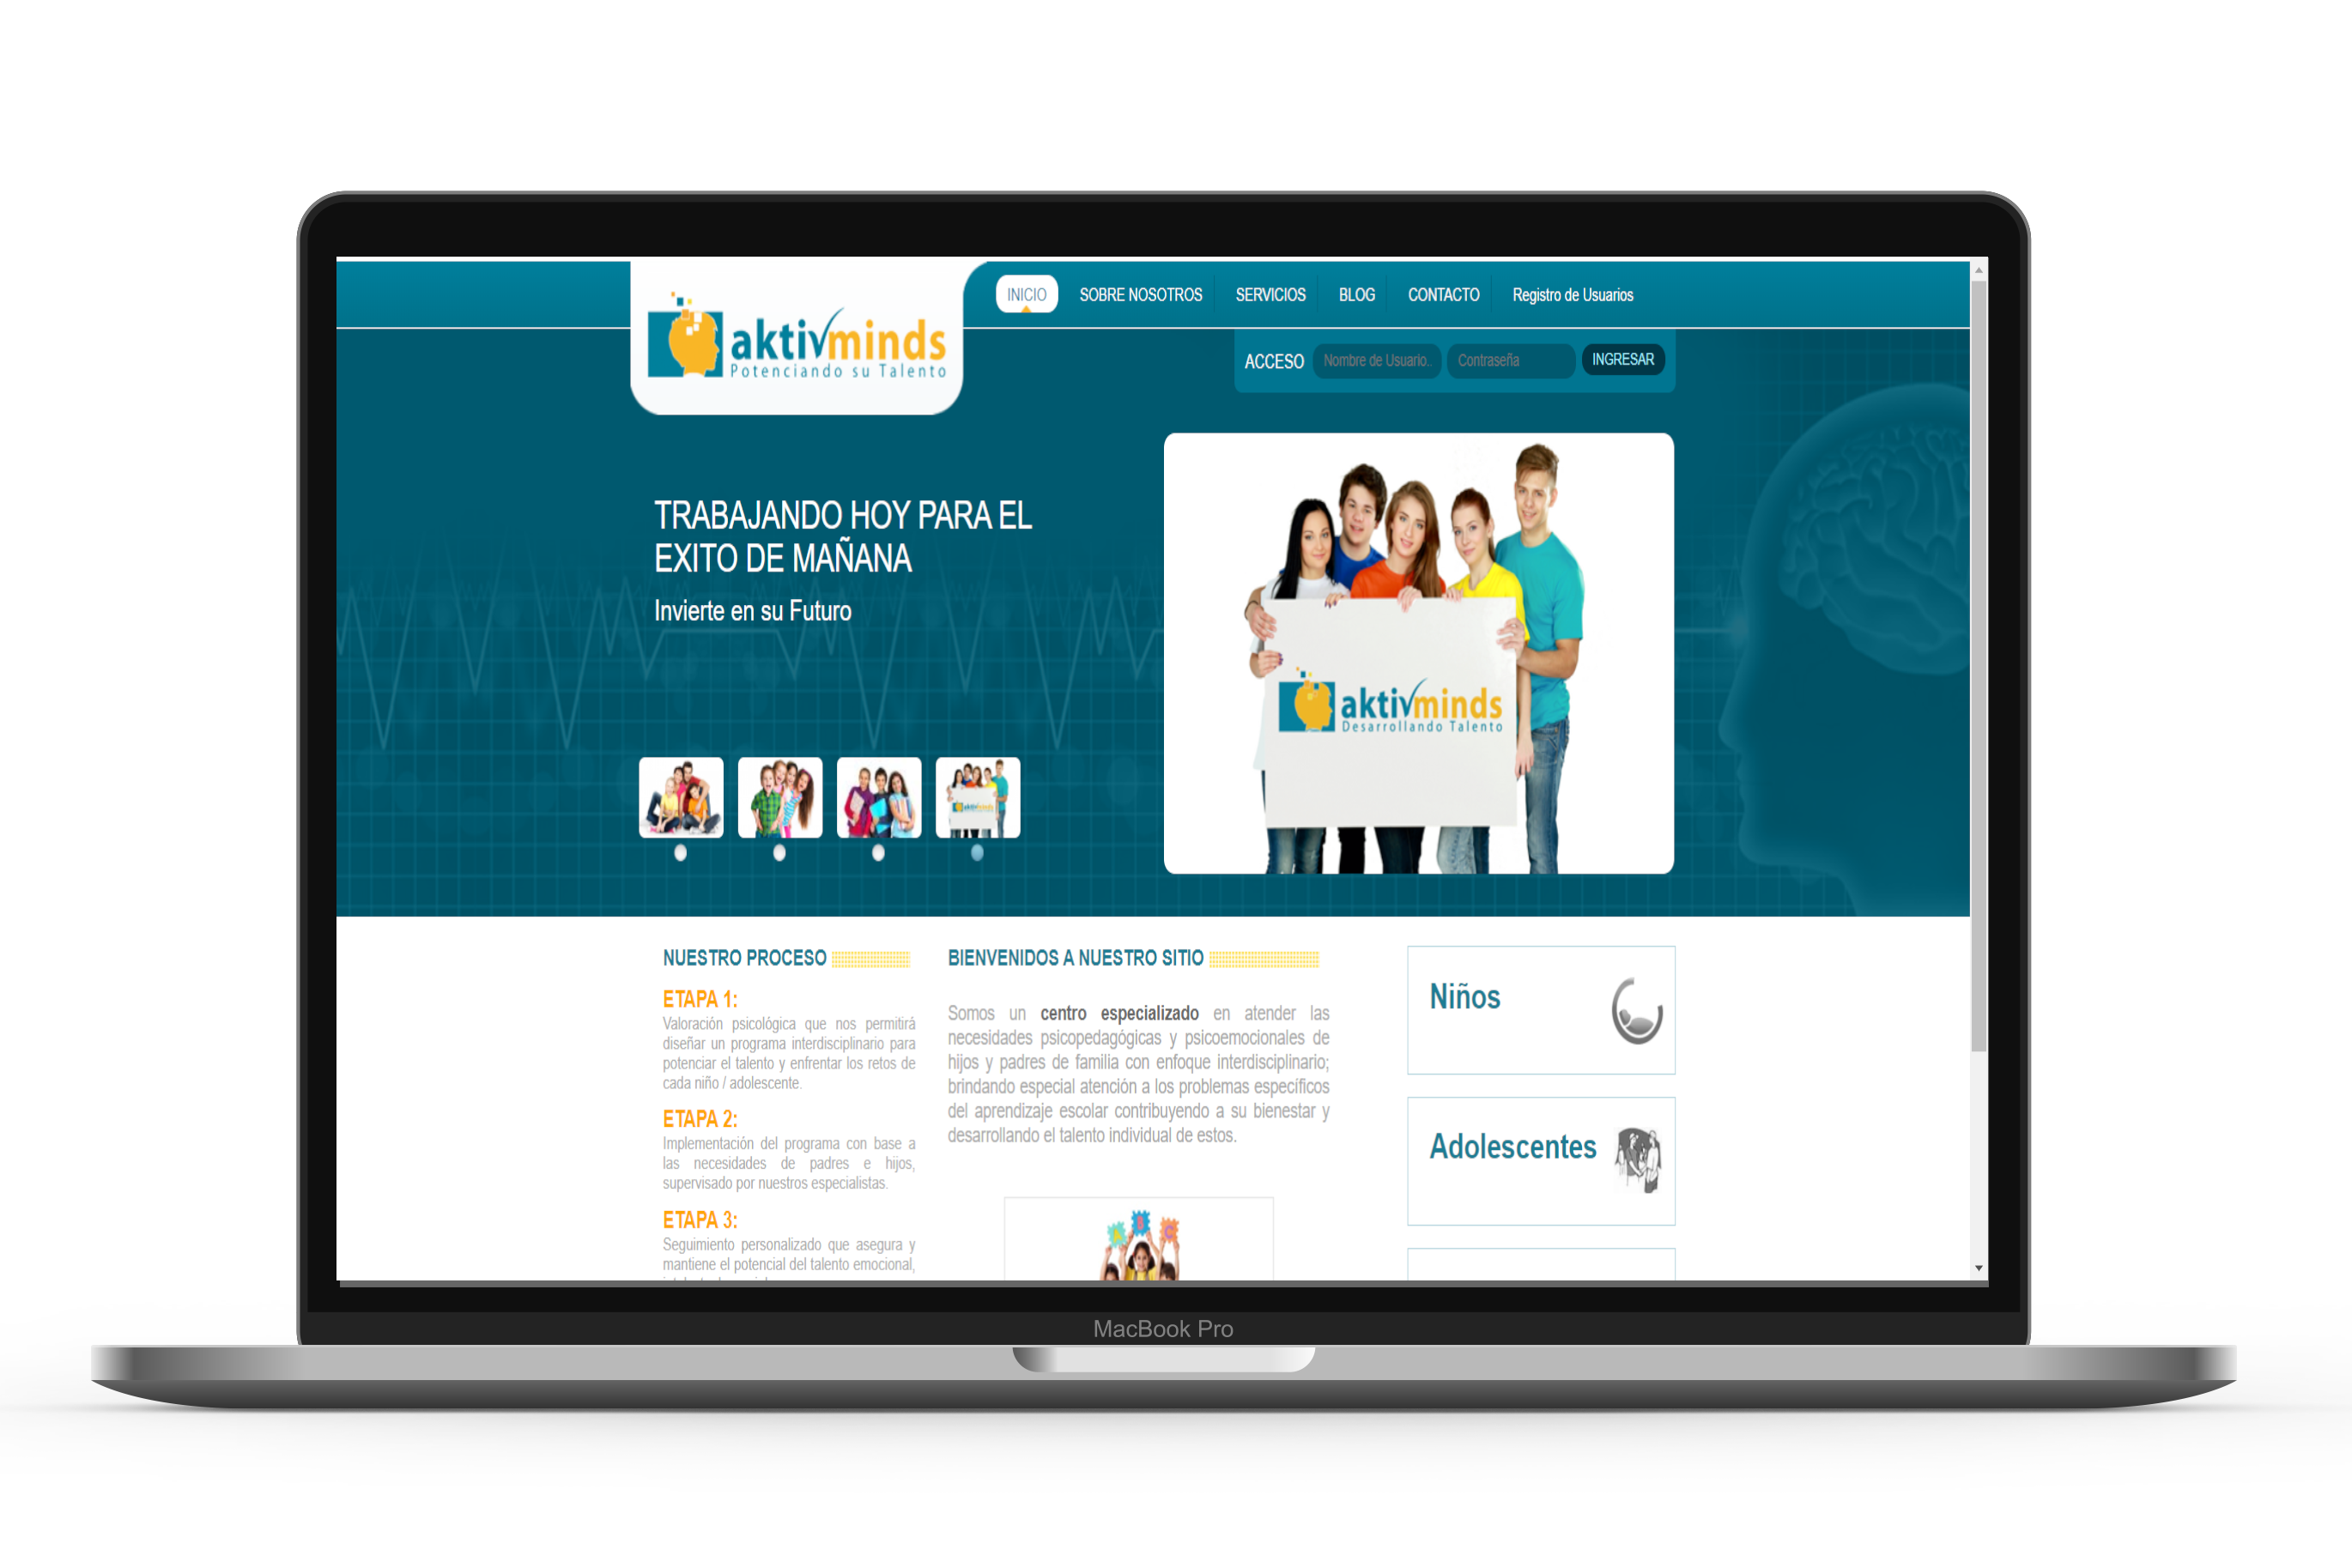 INICIO SOBRE NOSOTROS SERVICIOS BLOG CONTACTO Registro de Usuarios
aktivminds
Potenciando su Talento
ACCESO Nombre de Usuario.. Contraseña INGRESAR
TRABAJANDO HOY PARA EL
EXITO DE MAÑANA
Invierte en su Futuro
aktivminds
Desarrollando Talento
aktivminds
NUESTRO PROCESO
ETAPA 1:
Valoración psicológica que nos permitirá
diseñar un programa interdisciplinario para
potenciar el talento y enfrentar los retos de
cada niño / adolescente.
ETAPA 2:
Implementación del programa con base a
las necesidades de padres e hijos,
supervisado por nuestros especialistas.
ETAPA 3:
Seguimiento personalizado que asegura y
mantiene el potencial del talento emocional,
BIENVENIDOS A NUESTRO SITIO
Somos un centro especializado en atender las
necesidades psicopedagógicas y psicoemocionales de
hijos y padres de familia con enfoque interdisciplinario;
brindando especial atención a los problemas específicos
del aprendizaje escolar contribuyendo a su bienestar y
desarrollando el talento individual de estos.
A B C
Niños
Adolescentes
MacBook Pro